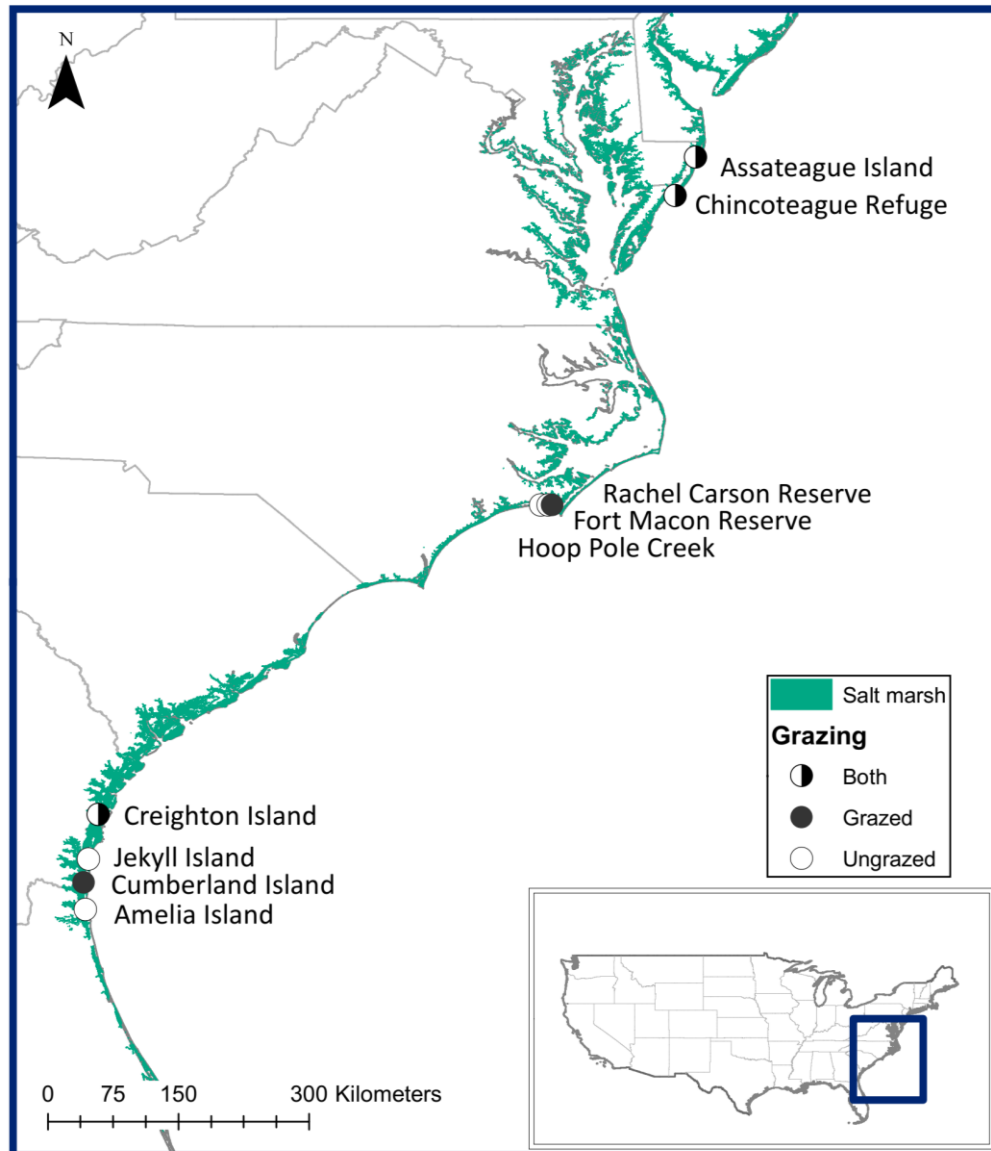 N
Assateague Island
Chincoteague Refuge
Rachel Carson Reserve
Fort Macon Reserve
Hoop Pole Creek
Salt marsh
Grazing
Both
Grazed
Ungrazed
Creighton Island
Jekyll Island
Cumberland Island
Amelia Island
0 75 150 300 Kilometers